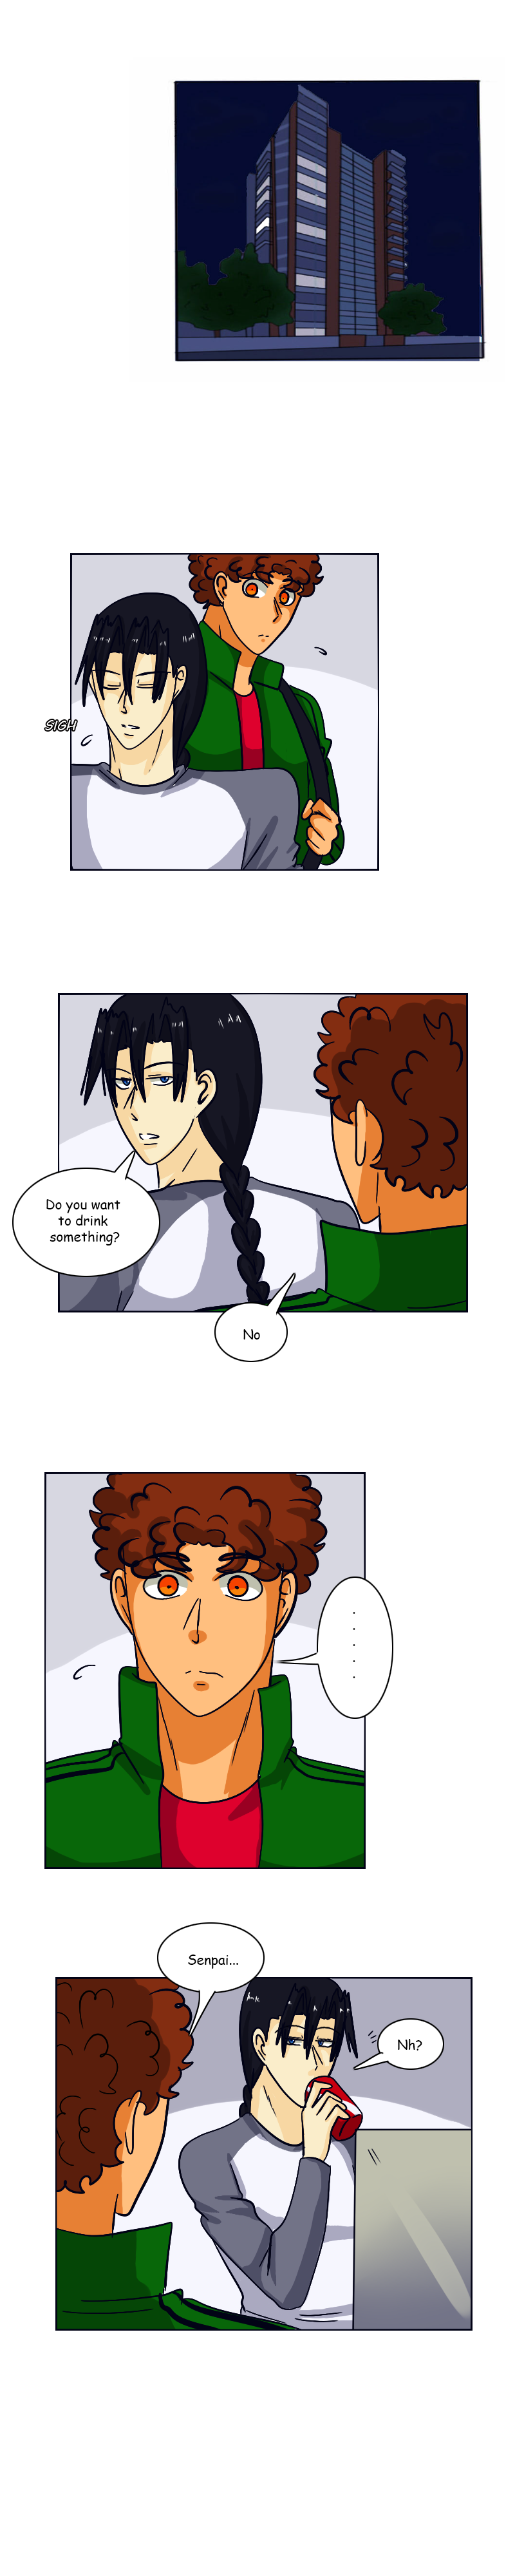 SIGH
Do you want
to drink
something?
No
. . . . .
Senpai...
Nh?